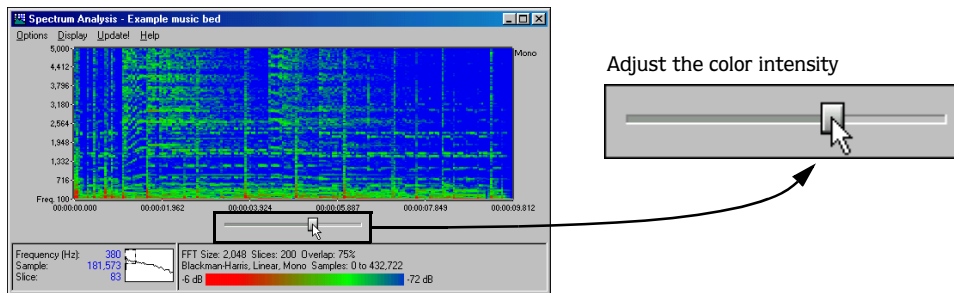 Spectrum Analysis - Example music bed
Options Display Update! Help
5,000
Mono
4,412
3,796
3,180
2,564
1,948
1,332
716
Freq. 100
00:00:00.000 00:00:01.962 00:00:03.924 00:00:05.887 00:00:07.849 00:00:09.812
Frequency (Hz): 380
Sample: 181,573
Slice: 83
FFT Size: 2,048 Slices: 200 Overlap: 75%
Blackman-Harris, Linear, Mono Samples: 0 to 432,722
-6 dB -72 dB
Adjust the color intensity